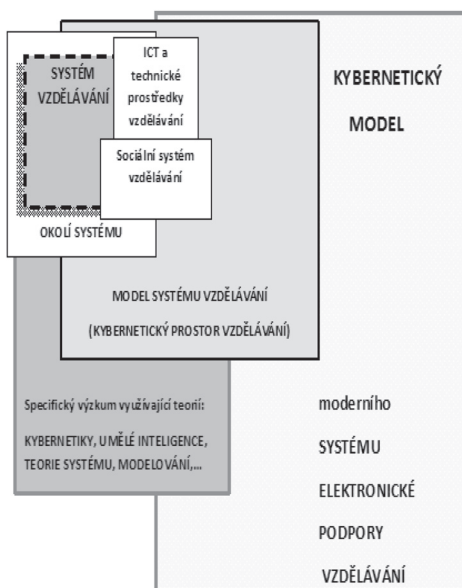 SYSTÉM
VZDĚLÁVÁNÍ
ICT a
technické
prostředky
vzdělávání
Sociální systém
vzdělávání
OKOLÍ SYSTÉMU
KYBERNETICKÝ
MODEL
MODEL SYSTÉMU VZDĚLÁVÁNÍ
(KYBERNETICKÝ PROSTOR VZDĚLÁVÁNÍ)
Specifický výzkum využívající teorií:
KYBERNETIKY, UMĚLÉ INTELIGENCE,
TEORIE SYSTÉMU, MODELOVÁNÍ,...
moderního
SYSTÉMU
ELEKTRONICKÉ
PODPORY
VZDĚLÁVÁNÍ